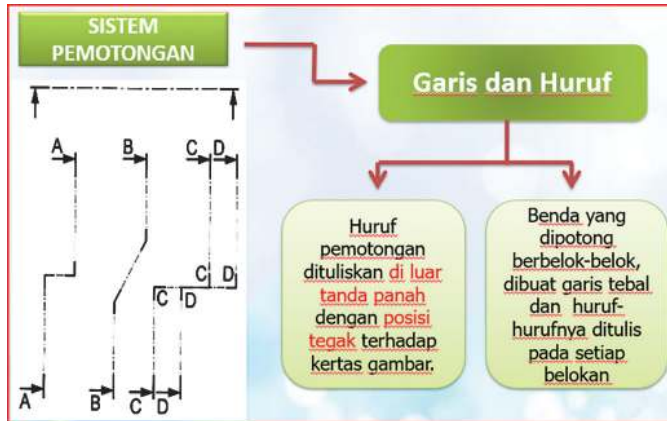 SISTEM
PEMOTONGAN
Garis dan Huruf
A B C D
C D
C D
A B C D
Huruf
pemotongan
dituliskan di luar
tanda panah
dengan posisi
tegak terhadap
kertas gambar.
Benda yang
dipotong
berbelok-belok,
dibuat garis tebal
dan huruf-
hurufnya ditulis
pada setiap
belokan